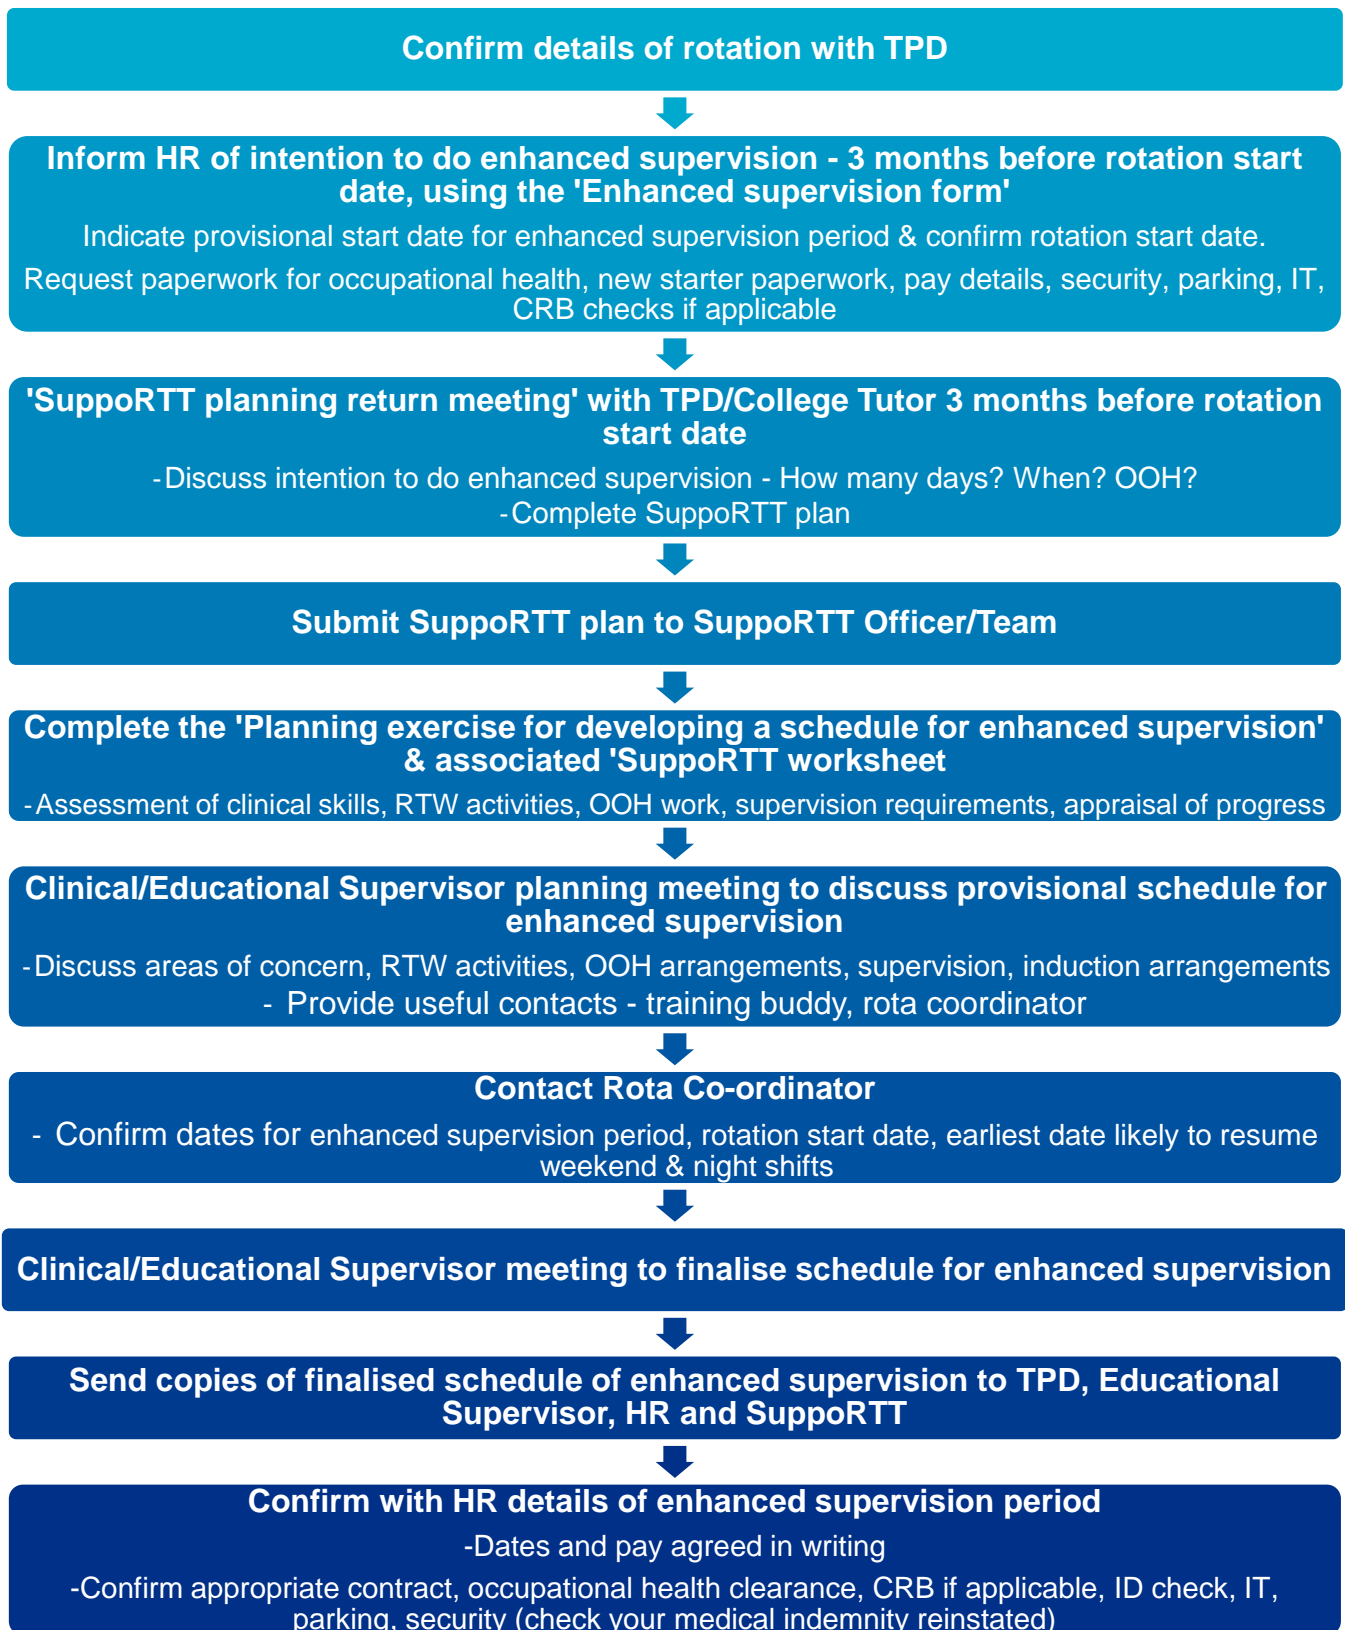 Confirm details of rotation with TPD
Inform HR of intention to do enhanced supervision - 3 months before rotation start
date, using the 'Enhanced supervision form'
Indicate provisional start date for enhanced supervision period & confirm rotation start date.
Request paperwork for occupational health, new starter paperwork, pay details, security, parking, IT,
CRB checks if applicable
'SuppoRTT planning return meeting' with TPD/College Tutor 3 months before rotation
start date
-Discuss intention to do enhanced supervision - How many days? When? OOH?
-Complete SuppoRTT plan
Submit SuppoRTT plan to SuppoRTT Officer/Team
Complete the 'Planning exercise for developing a schedule for enhanced supervision'
& associated 'SuppoRTT worksheet
-Assessment of clinical skills, RTW activities, OOH work, supervision requirements, appraisal of progress
Clinical/Educational Supervisor planning meeting to discuss provisional schedule for
enhanced supervision
-Discuss areas of concern, RTW activities, OOH arrangements, supervision, induction arrangements
- Provide useful contacts - training buddy, rota coordinator
Contact Rota Co-ordinator
- Confirm dates for enhanced supervision period, rotation start date, earliest date likely to resume
weekend & night shifts
Clinical/Educational Supervisor meeting to finalise schedule for enhanced supervision
Send copies of finalised schedule of enhanced supervision to TPD, Educational
Supervisor, HR and SuppoRTT
Confirm with HR details of enhanced supervision period
-Dates and pay agreed in writing
-Confirm appropriate contract, occupational health clearance, CRB if applicable, ID check, IT,
parking, security (check your medical indemnity reinstated)